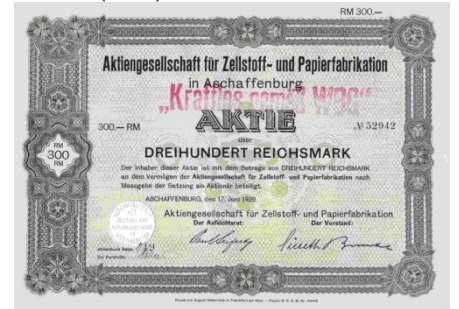 RM 300.—
Aktiengesellschaft für Zellstoff- und Papierfabrikation
in Aschaffenburg
„Kraftlos gemäß WBG“
AKTIE
300.— RM
№ 52942
über
DREIHUNDERT REICHSMARK
Der Inhaber dieser Aktie ist mit dem Betrage von DREIHUNDERT REICHSMARK
an dem Vermögen der Aktiengesellschaft für Zellstoff- und Papierfabrikation nach
Massgabe der Satzung als Aktionär beteiligt.
RM
300
RM
ASCHAFFENBURG, den 17. Juni 1929.
Aktiengesellschaft für Zellstoff- und Papierfabrikation
Der Aufsichtsrat:
Der Vorstand: